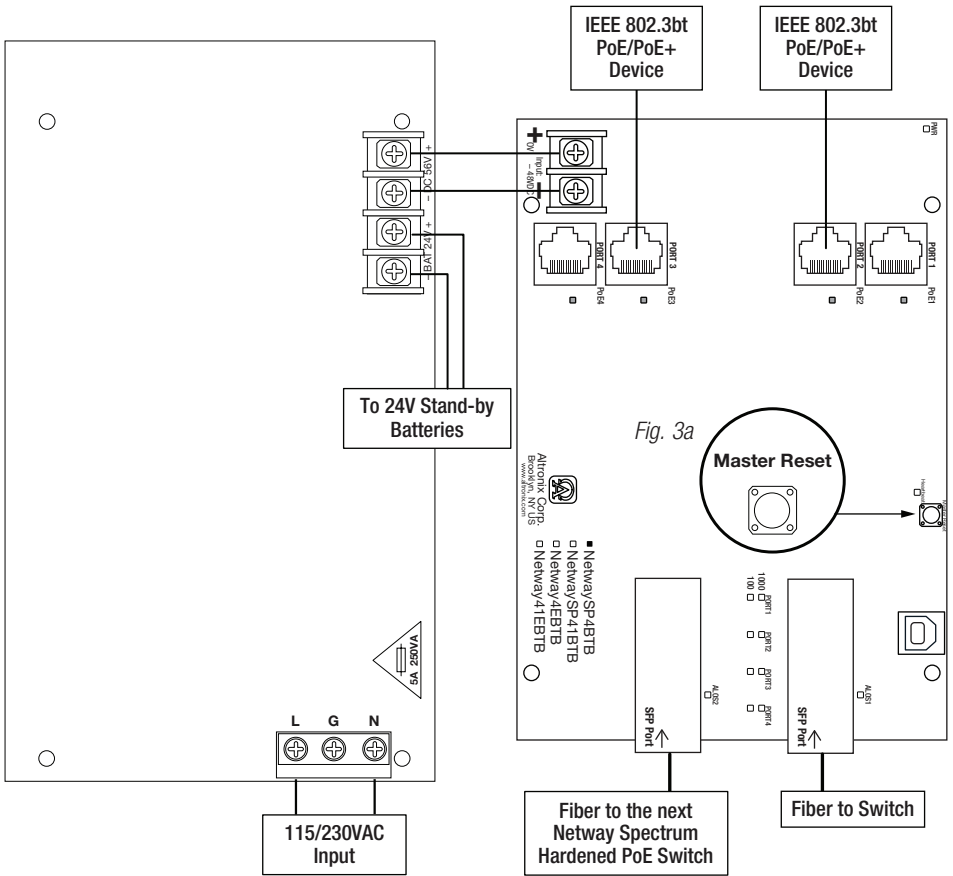 IEEE 802.3bt
PoE/PoE+
Device
IEEE 802.3bt
PoE/PoE+
Device
– DC 56V +
– BAT 24V +
+
0V
Input:
– 48VDC
–
PWR
PORT 4
PORT 3
PORT 2
PORT 1
PoE4
PoE3
PoE2
PoE1
To 24V Stand-by
Batteries
Fig. 3a
Master Reset
Heartbeat
Altronix Corp.
Brooklyn, NY US
www.altronix.com
NetwaySP4BTB
NetwaySP41BTB
Netway4EBTB
Netway41EBTB
1000
100
PORT1
PORT2
PORT3
PORT4
ALOS2
ALOS1
SFP Port
SFP Port
5A 250VA
L G N
115/230VAC
Input
Fiber to the next
Netway Spectrum
Hardened PoE Switch
Fiber to Switch